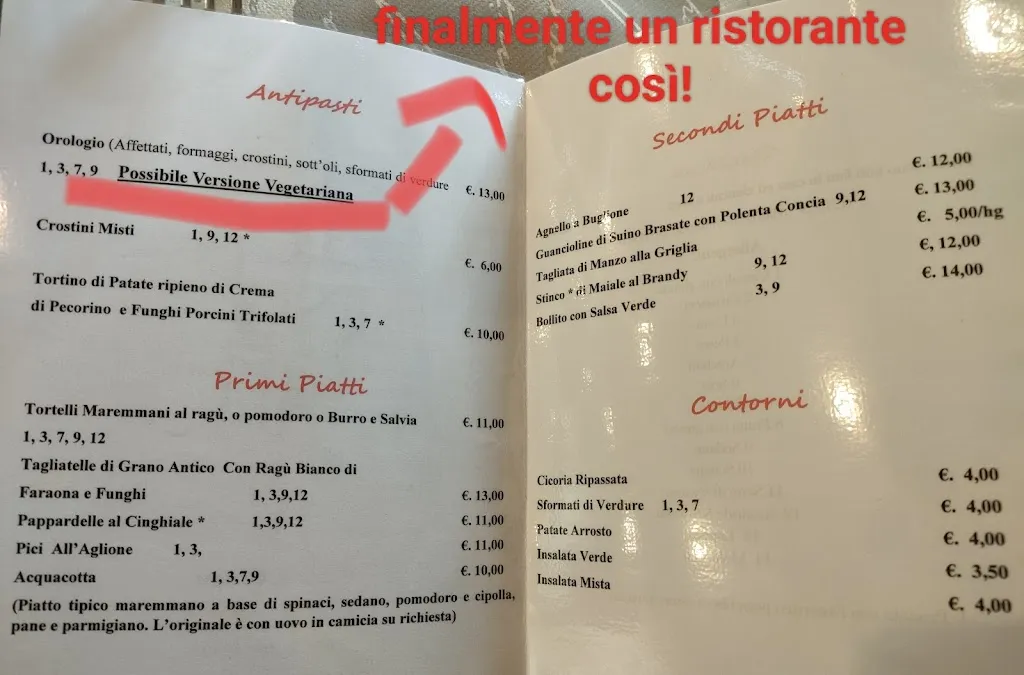 finalmente un ristorante
così!
Antipasti
Orologio (Affettati, formaggi, crostini, sott'oli, sformati di verdure
1, 3, 7, 9 Possibile Versione Vegetariana €. 13,00
Crostini Misti 1, 9, 12 *
€. 6,00
Tortino di Patate ripieno di Crema
di Pecorino e Funghi Porcini Trifolati 1, 3, 7 * €. 10,00
Primi Piatti
Tortelli Maremmani al ragù, o pomodoro o Burro e Salvia €. 11,00
1, 3, 7, 9, 12
Tagliatelle di Grano Antico Con Ragù Bianco di
Faraona e Funghi 1, 3,9,12 €. 13,00
Pappardelle al Cinghiale * 1,3,9,12 €. 11,00
Pici All'Aglione 1, 3, €. 11,00
Acquacotta 1, 3,7,9 €. 10,00
(Piatto tipico maremmano a base di spinaci, sedano, pomodoro e cipolla,
pane e parmigiano. L'originale è con uovo in camicia su richiesta)
Secondi Piatti
Agnello a Buglione 12 €. 12,00
Guancioline di Suino Brasate con Polenta Concia 9,12 €. 13,00
Tagliata di Manzo alla Griglia €. 5,00/hg
Stinco * di Maiale al Brandy 9, 12 €, 12,00
Bollito con Salsa Verde 3, 9 €. 14,00
Contorni
Cicoria Ripassata €. 4,00
Sformati di Verdure 1, 3, 7 €. 4,00
Patate Arrosto €. 4,00
Insalata Verde €. 3,50
Insalata Mista €. 4,00